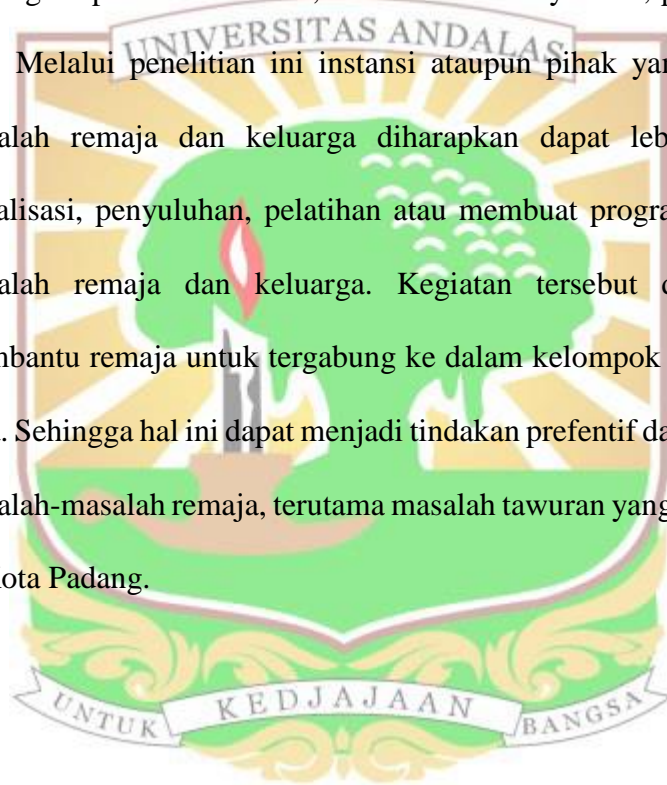 UNIVERSITAS ANDALAS
Melalui penelitian ini instansi ataupun pihak yan
alah remaja dan keluarga diharapkan dapat leb
alisasi, penyuluhan, pelatihan atau membuat progra
alah remaja dan keluarga. Kegiatan tersebut d
nbantu remaja untuk tergabung ke dalam kelompok
. Sehingga hal ini dapat menjadi tindakan prefentif da
alah-masalah remaja, terutama masalah tawuran yang
ota Padang.
UNTUK KEDJAJAAN BANGSA